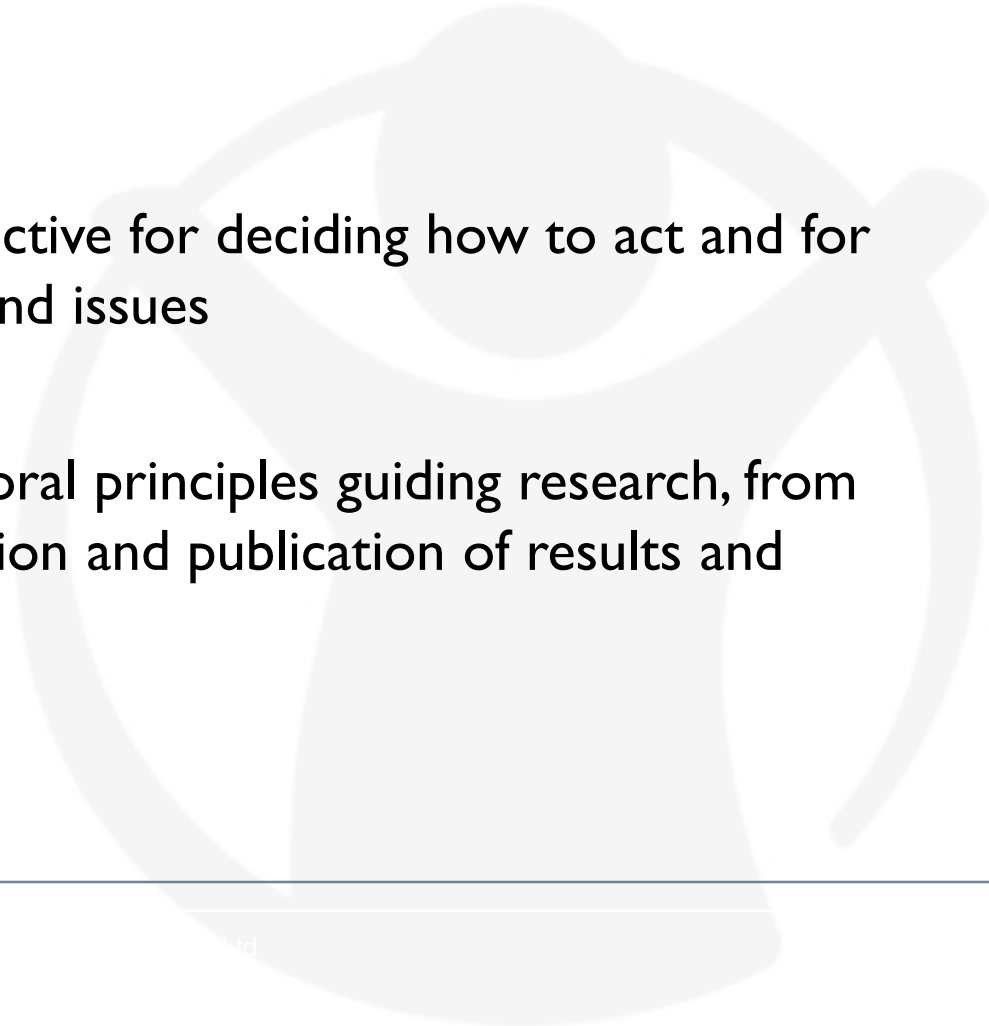 ctive for deciding how to act and for
nd issues
oral principles guiding research, from
ion and publication of results and
td